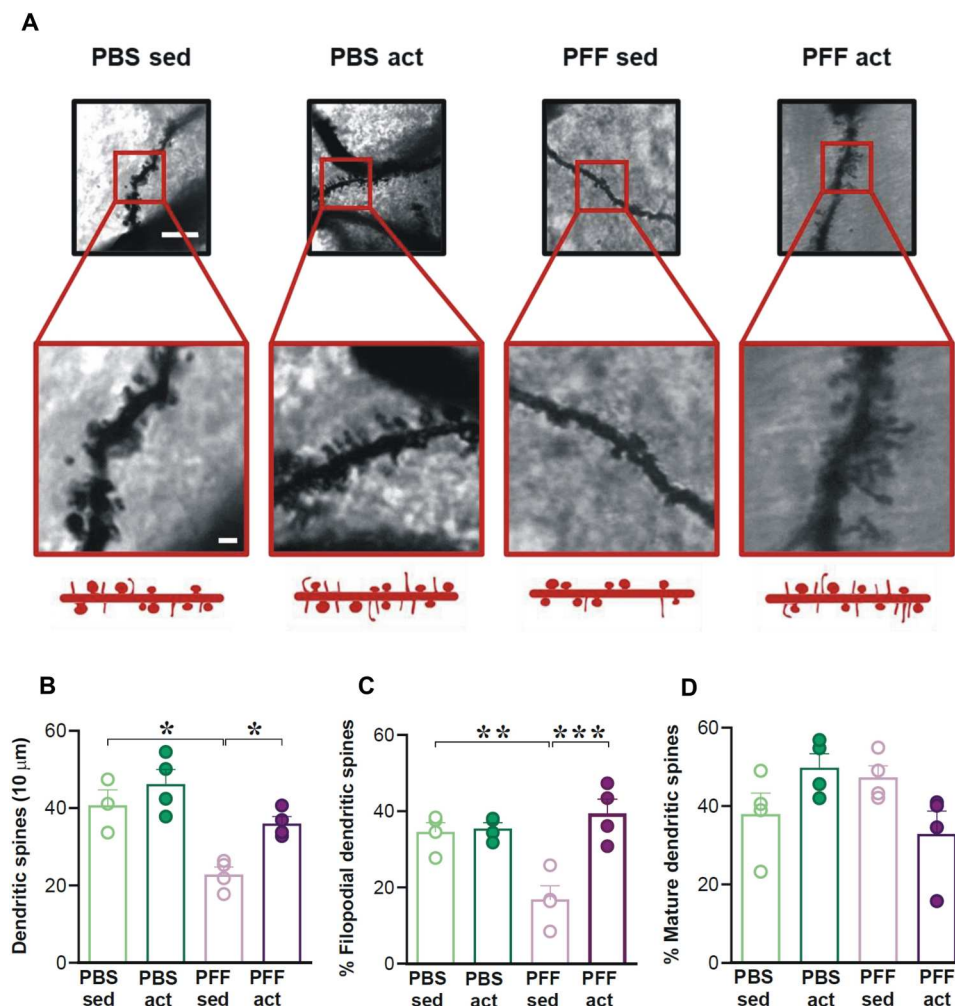 A
PBS sed PBS act PFF sed PFF act
B
Dendritic spines (10 μm)
60
40
20
0
* *
PBS sed
PBS act
PFF sed
PFF act
C
% Filopodial dendritic spines
60
40
20
0
** ***
PBS sed
PBS act
PFF sed
PFF act
D
% Mature dendritic spines
60
40
20
0
PBS sed
PBS act
PFF sed
PFF act